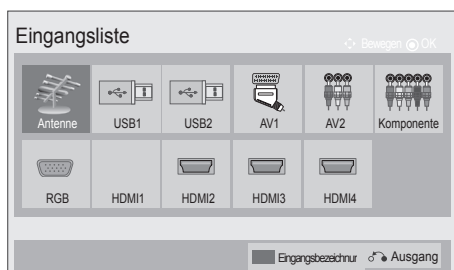 Eingangsliste
Bewegen OK
Antenne USB1 USB2 AV1 AV2 Komponente
RGB HDMI1 HDMI2 HDMI3 HDMI4
Eingangsbezeichnur Ausgang